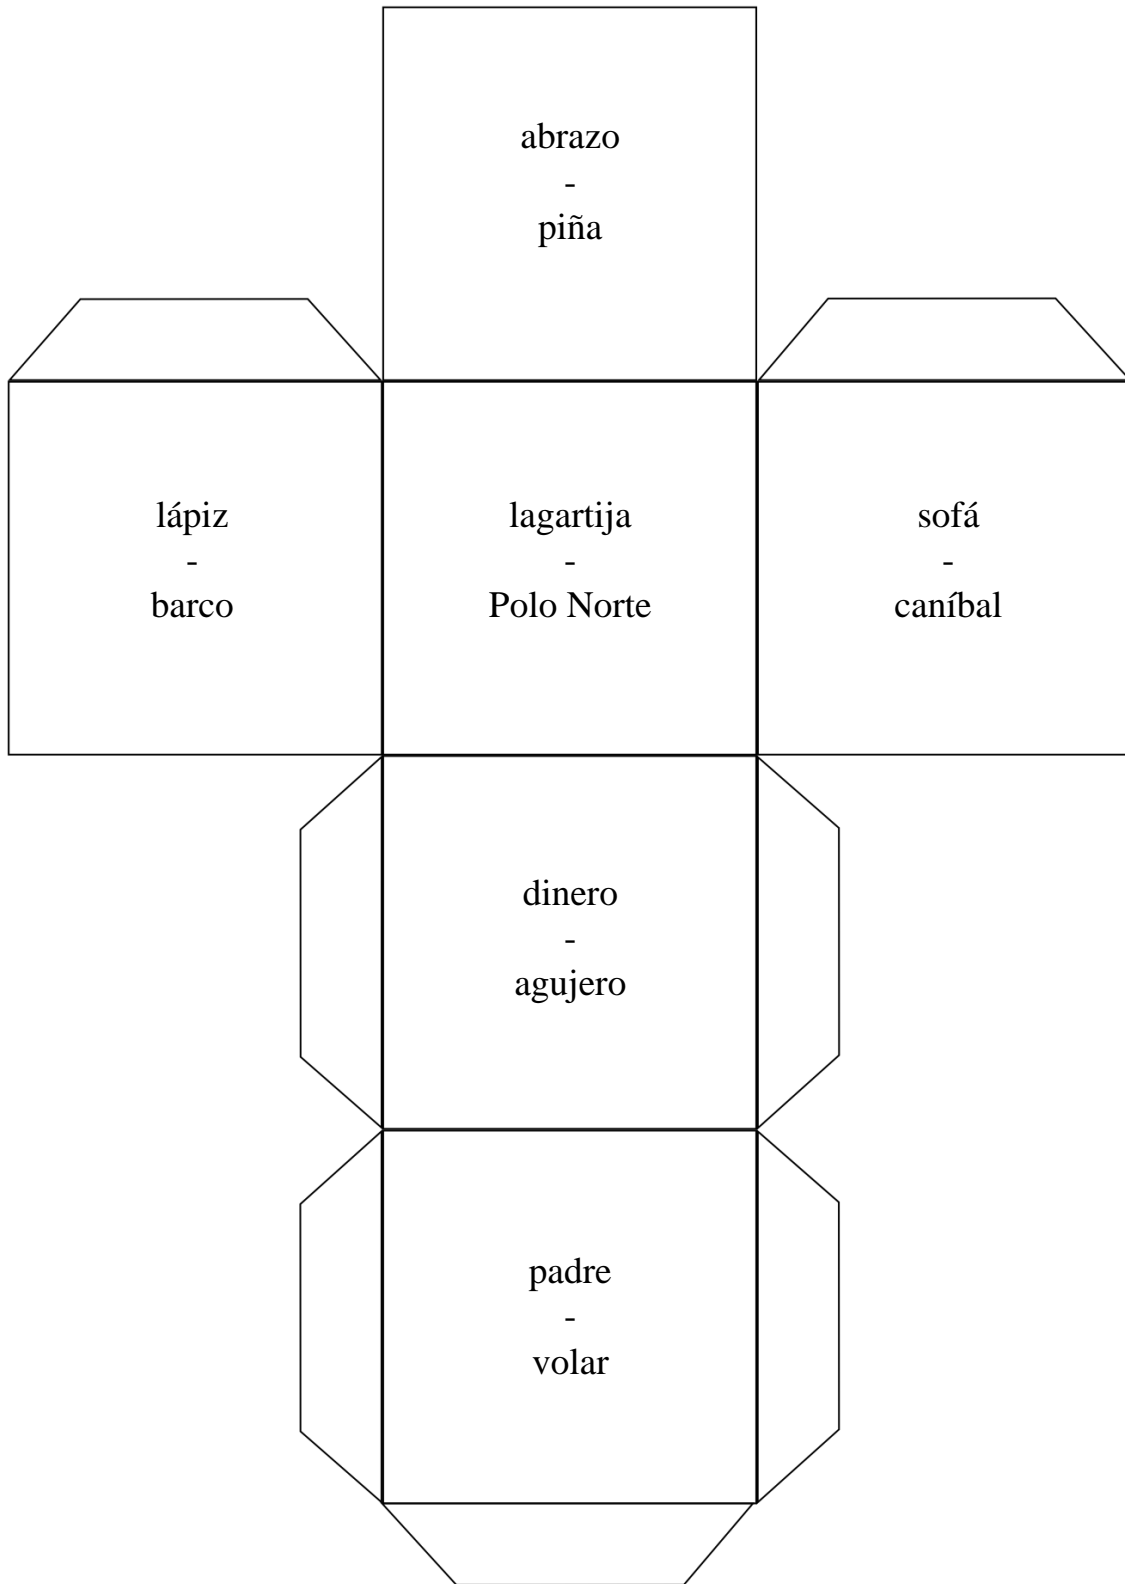 abrazo
-
piña
lápiz
-
barco
lagartija
-
Polo Norte
sofá
-
caníbal
dinero
-
agujero
padre
-
volar